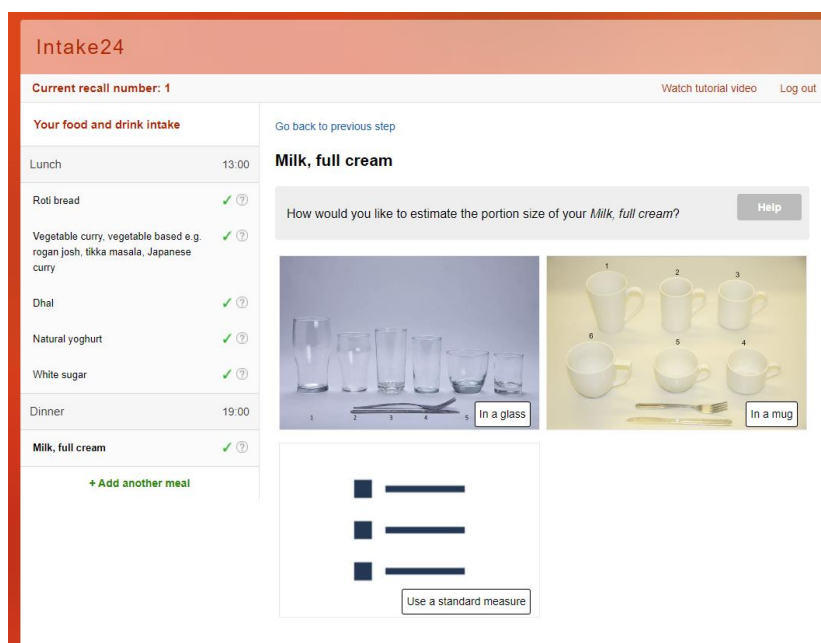 Intake24
Current recall number: 1
Watch tutorial video
Log out
Your food and drink intake
Lunch
13:00
Roti bread
Vegetable curry, vegetable based e.g.
rogan josh, tikka masala, Japanese
curry
Dhal
Natural yoghurt
White sugar
Dinner
19:00
Milk, full cream
+ Add another meal
Go back to previous step
Milk, full cream
How would you like to estimate the portion size of your Milk, full cream?
Help
1 2 3 4 5
In a glass
1 2 3
6 5 4
In a mug
Use a standard measure